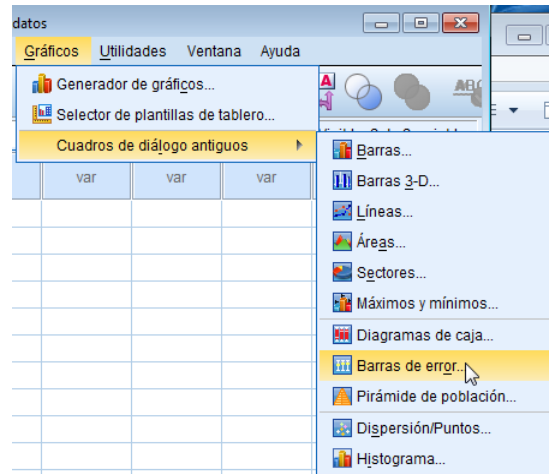 datos
Gráficos Utilidades Ventana Ayuda
Generador de gráficos...
Selector de plantillas de tablero...
Cuadros de diálogo antiguos
var var var
Barras...
Barras 3-D...
Líneas...
Áreas...
Sectores...
Máximos y mínimos...
Diagramas de caja...
Barras de error...
Pirámide de población...
Dispersión/Puntos...
Histograma...